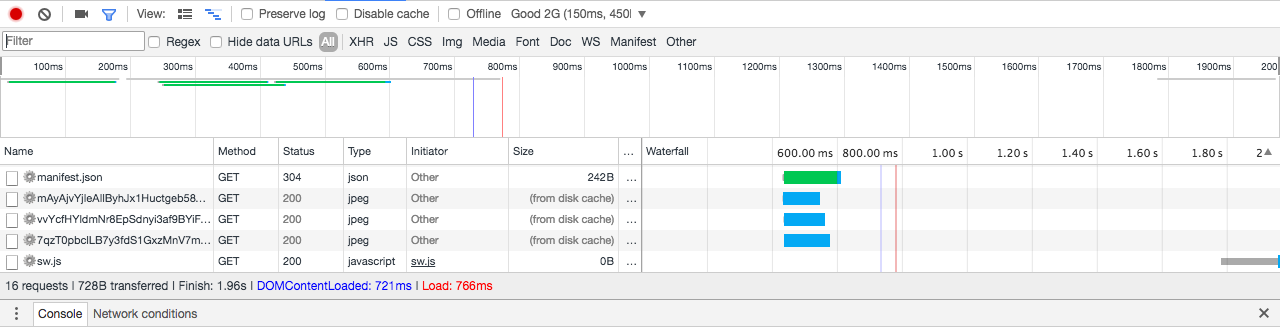 View: Preserve log Disable cache Offline Good 2G (150ms, 450
Filter Regex Hide data URLs All XHR JS CSS Img Media Font Doc WS Manifest Other
100ms 200ms 300ms 400ms 500ms 600ms 700ms 800ms 900ms 1000ms 1100ms 1200ms 1300ms 1400ms 1500ms 1600ms 1700ms 1800ms 1900ms 200
Name Method Status Type Initiator Size ... Waterfall 600.00 ms 800.00 ms 1.00 s 1.20 s 1.40 s 1.60 s 1.80 s 2
manifest.json GET 304 json Other 242B ...
GET 200 jpeg Other (from disk cache) ...
GET 200 jpeg Other (from disk cache) ...
GET 200 jpeg Other (from disk cache) ...
sw.js GET 200 javascript sw.js 0B ...
16 requests | 728B transferred | Finish: 1.96s | DOMContentLoaded: 721ms | Load: 766ms
Console Network conditions